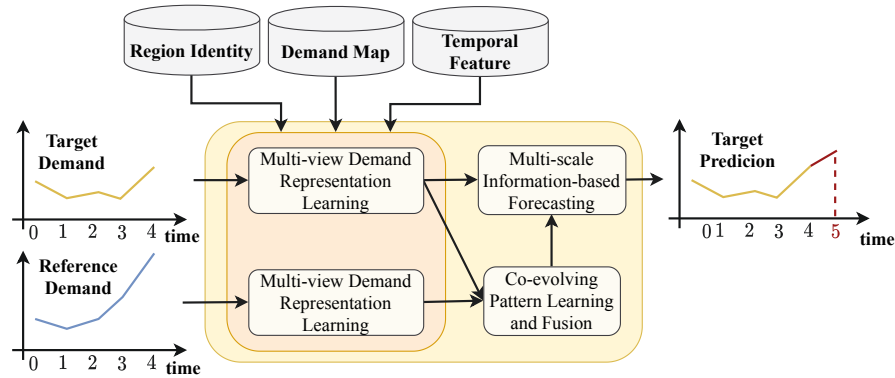 Region Identity
Demand Map
Temporal
Feature
Target
Demand
0 1 2 3 4 time
Reference
Demand
0 1 2 3 4 time
Multi-view Demand
Representation
Learning
Multi-view Demand
Representation
Learning
Multi-scale
Information-based
Forecasting
Co-evolving
Pattern Learning
and Fusion
Target
Predicion
0 1 2 3 4 5 time